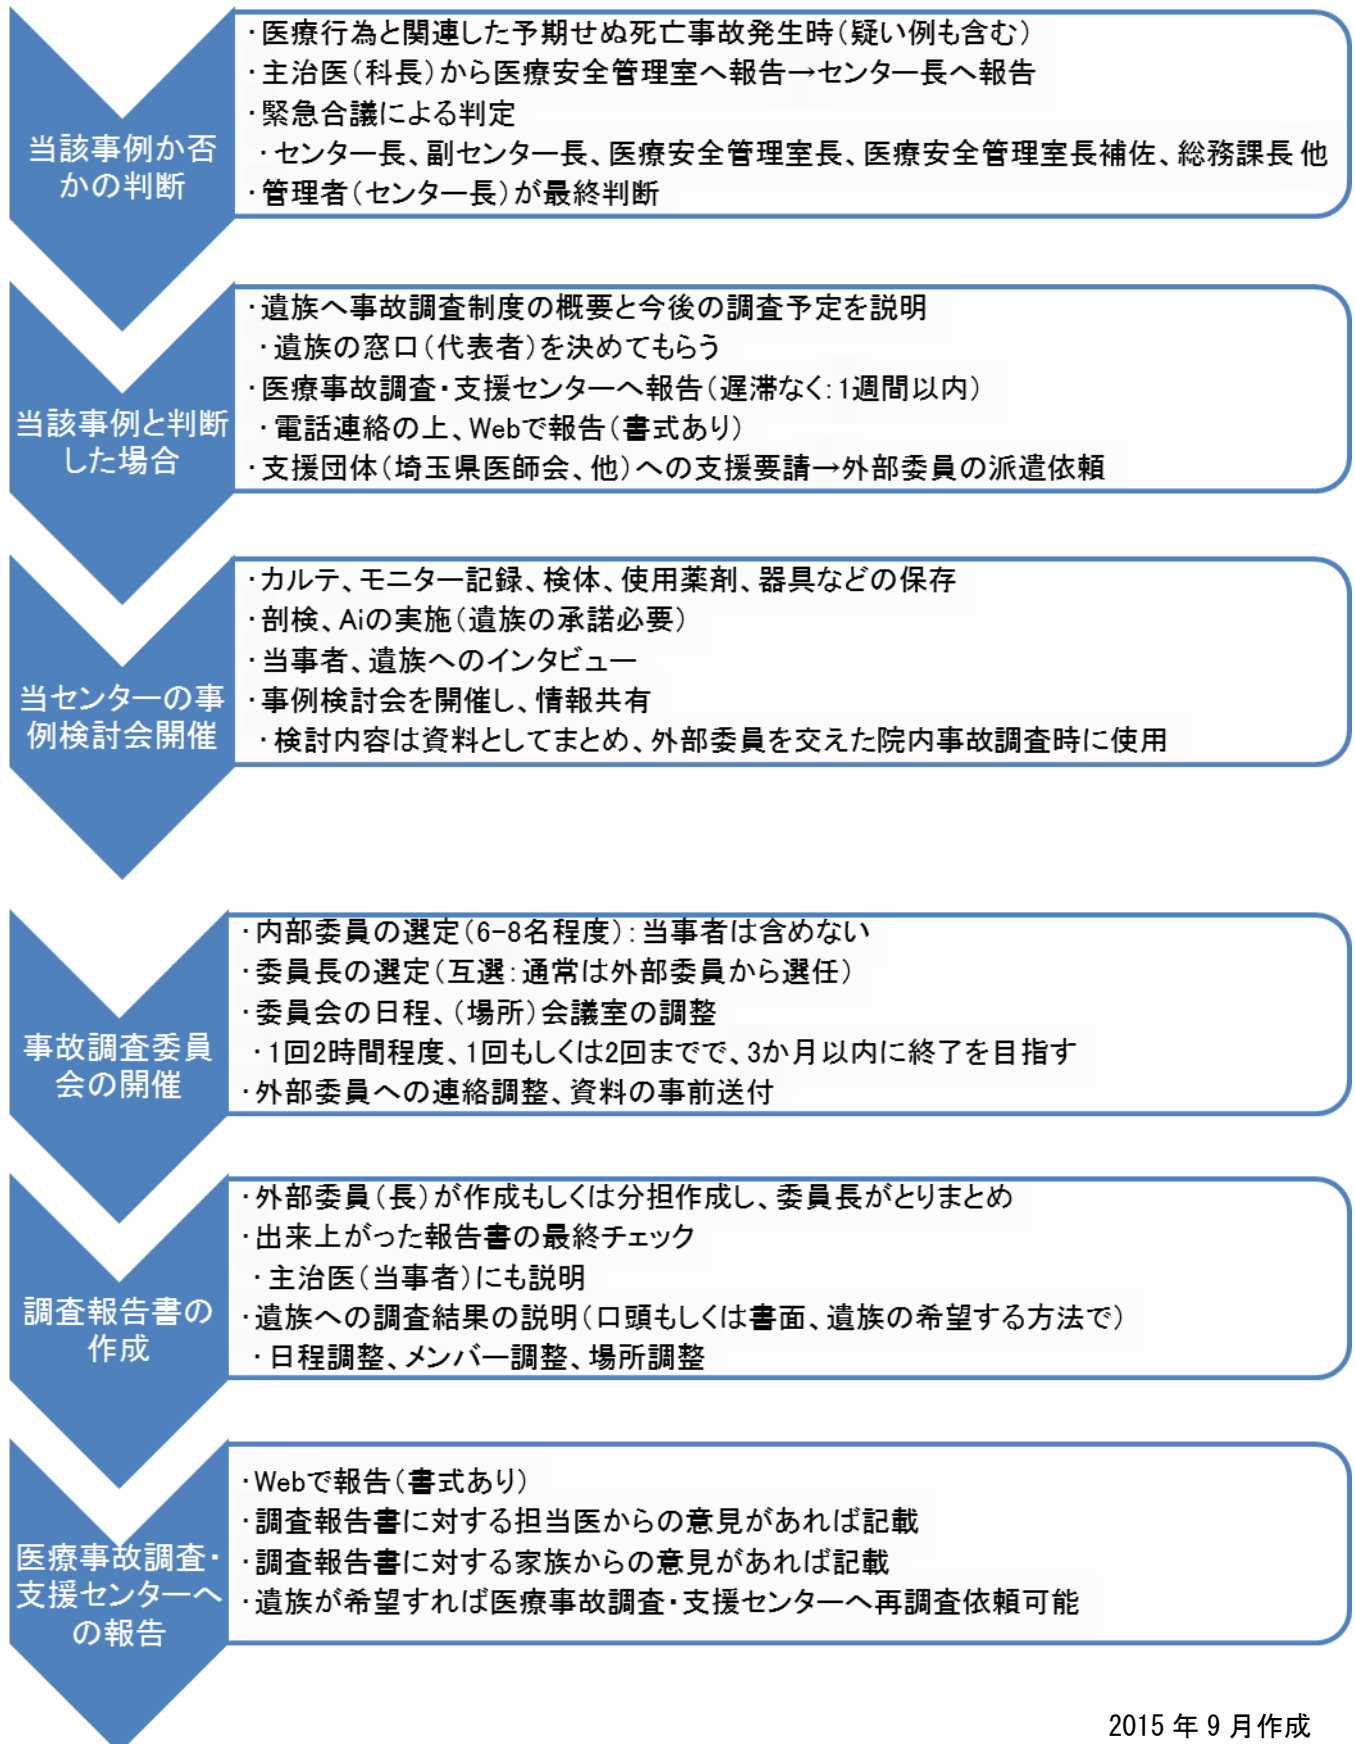 当該事例か否
かの判断
・医療行為と関連した予期せぬ死亡事故発生時（疑い例も含む）
・主治医（科長）から医療安全管理室へ報告→センター長へ報告
・緊急合議による判定
・センター長、副センター長、医療安全管理室長、医療安全管理室長補佐、総務課長 他
・管理者（センター長）が最終判断
当該事例と判断
した場合
・遺族へ事故調査制度の概要と今後の調査予定を説明
・遺族の窓口（代表者）を決めてもらう
・医療事故調査・支援センターへ報告（遅滞なく：1週間以内）
・電話連絡の上、Webで報告（書式あり）
・支援団体（埼玉県医師会、他）への支援要請→外部委員の派遣依頼
当センターの事
例検討会開催
・カルテ、モニター記録、検体、使用薬剤、器具などの保存
・剖検、Aiの実施（遺族の承諾必要）
・当事者、遺族へのインタビュー
・事例検討会を開催し、情報共有
・検討内容は資料としてまとめ、外部委員を交えた院内事故調査時に使用
事故調査委員
会の開催
・内部委員の選定（6-8名程度）：当事者は含めない
・委員長の選定（互選：通常は外部委員から選任）
・委員会の日程、（場所）会議室の調整
・1回2時間程度、1回もしくは2回までで、3か月以内に終了を目指す
・外部委員への連絡調整、資料の事前送付
調査報告書の
作成
・外部委員（長）が作成もしくは分担作成し、委員長がとりまとめ
・出来上がった報告書の最終チェック
・主治医（当事者）にも説明
・遺族への調査結果の説明（口頭もしくは書面、遺族の希望する方法で）
・日程調整、メンバー調整、場所調整
医療事故調査・
支援センターへ
の報告
・Webで報告（書式あり）
・調査報告書に対する担当医からの意見があれば記載
・調査報告書に対する家族からの意見があれば記載
・遺族が希望すれば医療事故調査・支援センターへ再調査依頼可能
2015 年 9 月作成